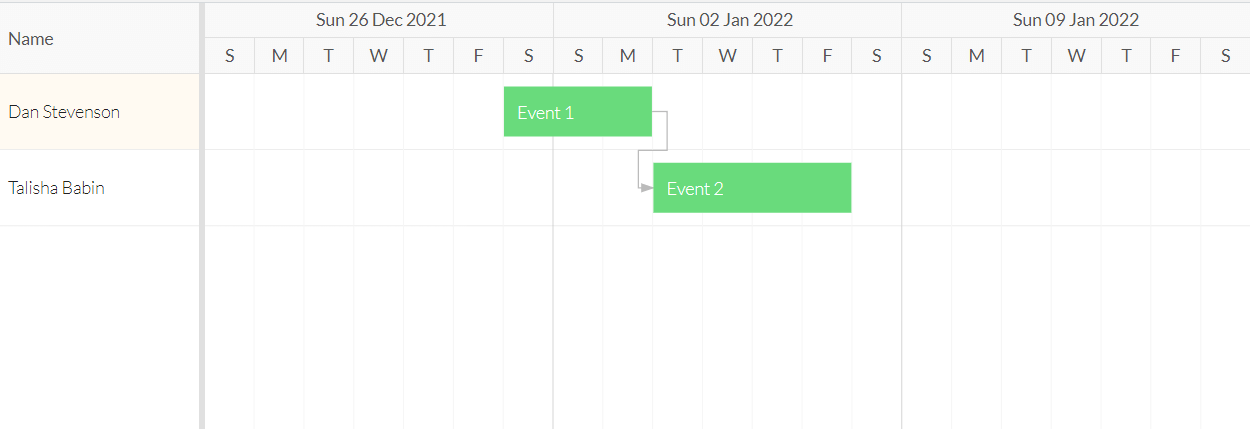 Name
Sun 26 Dec 2021 Sun 02 Jan 2022 Sun 09 Jan 2022
S M T W T F S S M T W T F S S M T W T F S
Dan Stevenson Event 1
Talisha Babin Event 2